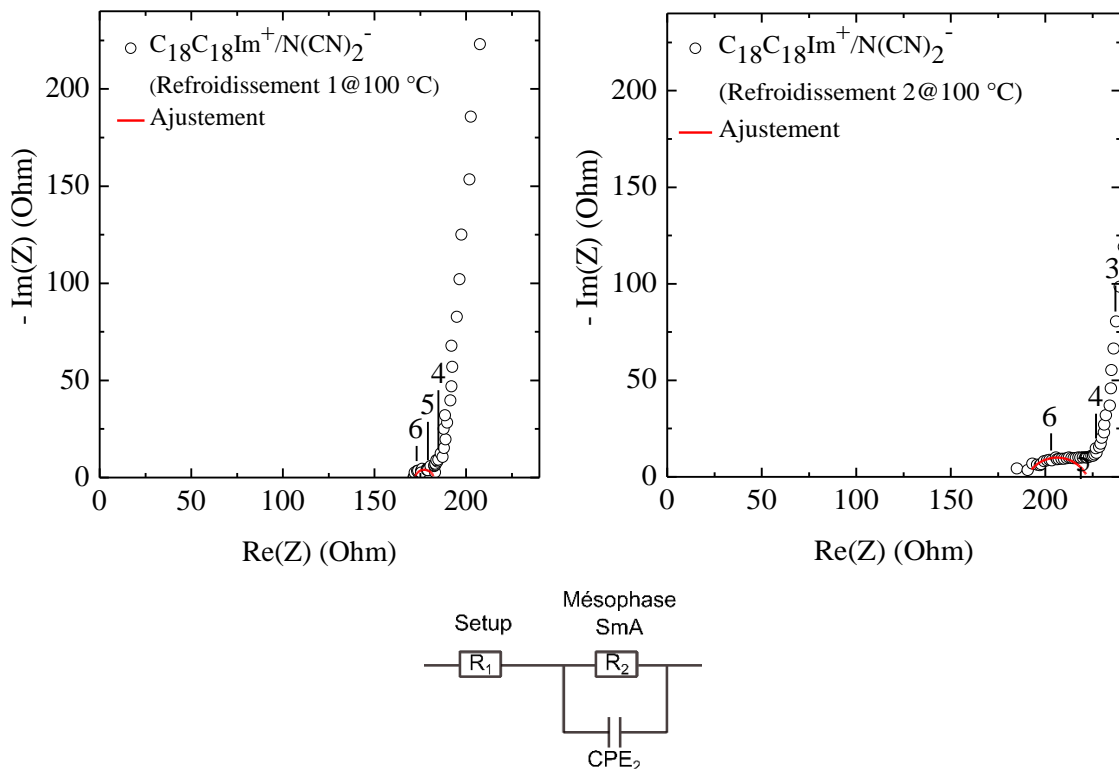 C18C18Im+/N(CN)2-
(Refroidissement 1@100 °C)
Ajustement
- Im(Z) (Ohm)
200
150
100
50
0
4
5
6
0
50
100
150
200
Re(Z) (Ohm)
C18C18Im+/N(CN)2-
(Refroidissement 2@100 °C)
Ajustement
- Im(Z) (Ohm)
200
150
100
50
0
3
4
6
0
50
100
150
200
Re(Z) (Ohm)
Setup
Mésophase
SmA
R1
R2
CPE2